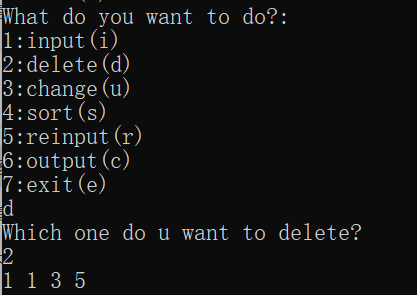 What do you want to do?:
1:input(i)
2:delete(d)
3:change(u)
4:sort(s)
5:reinput(r)
6:output(c)
7:exit(e)
d
Which one do u want to delete?
2
1 1 3 5